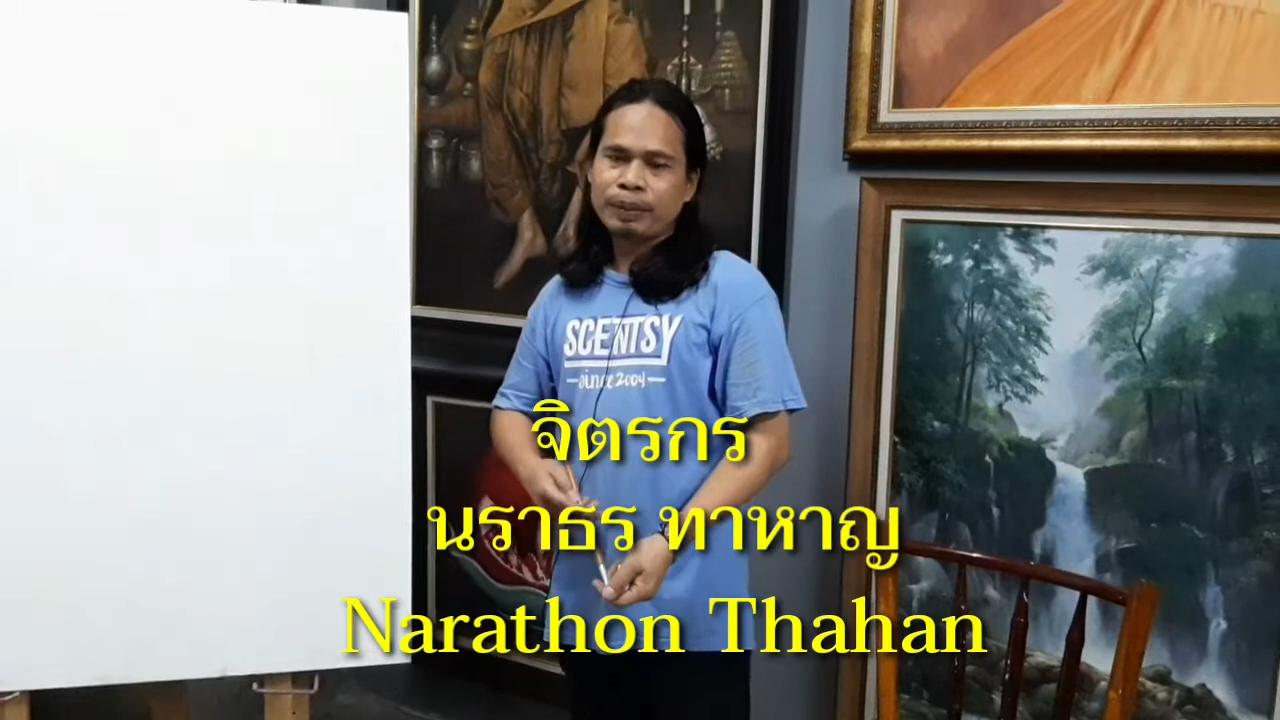 SCENTSY
since 2004
จิตรกร
นราธร ทาหาญ
Narathon Thahan